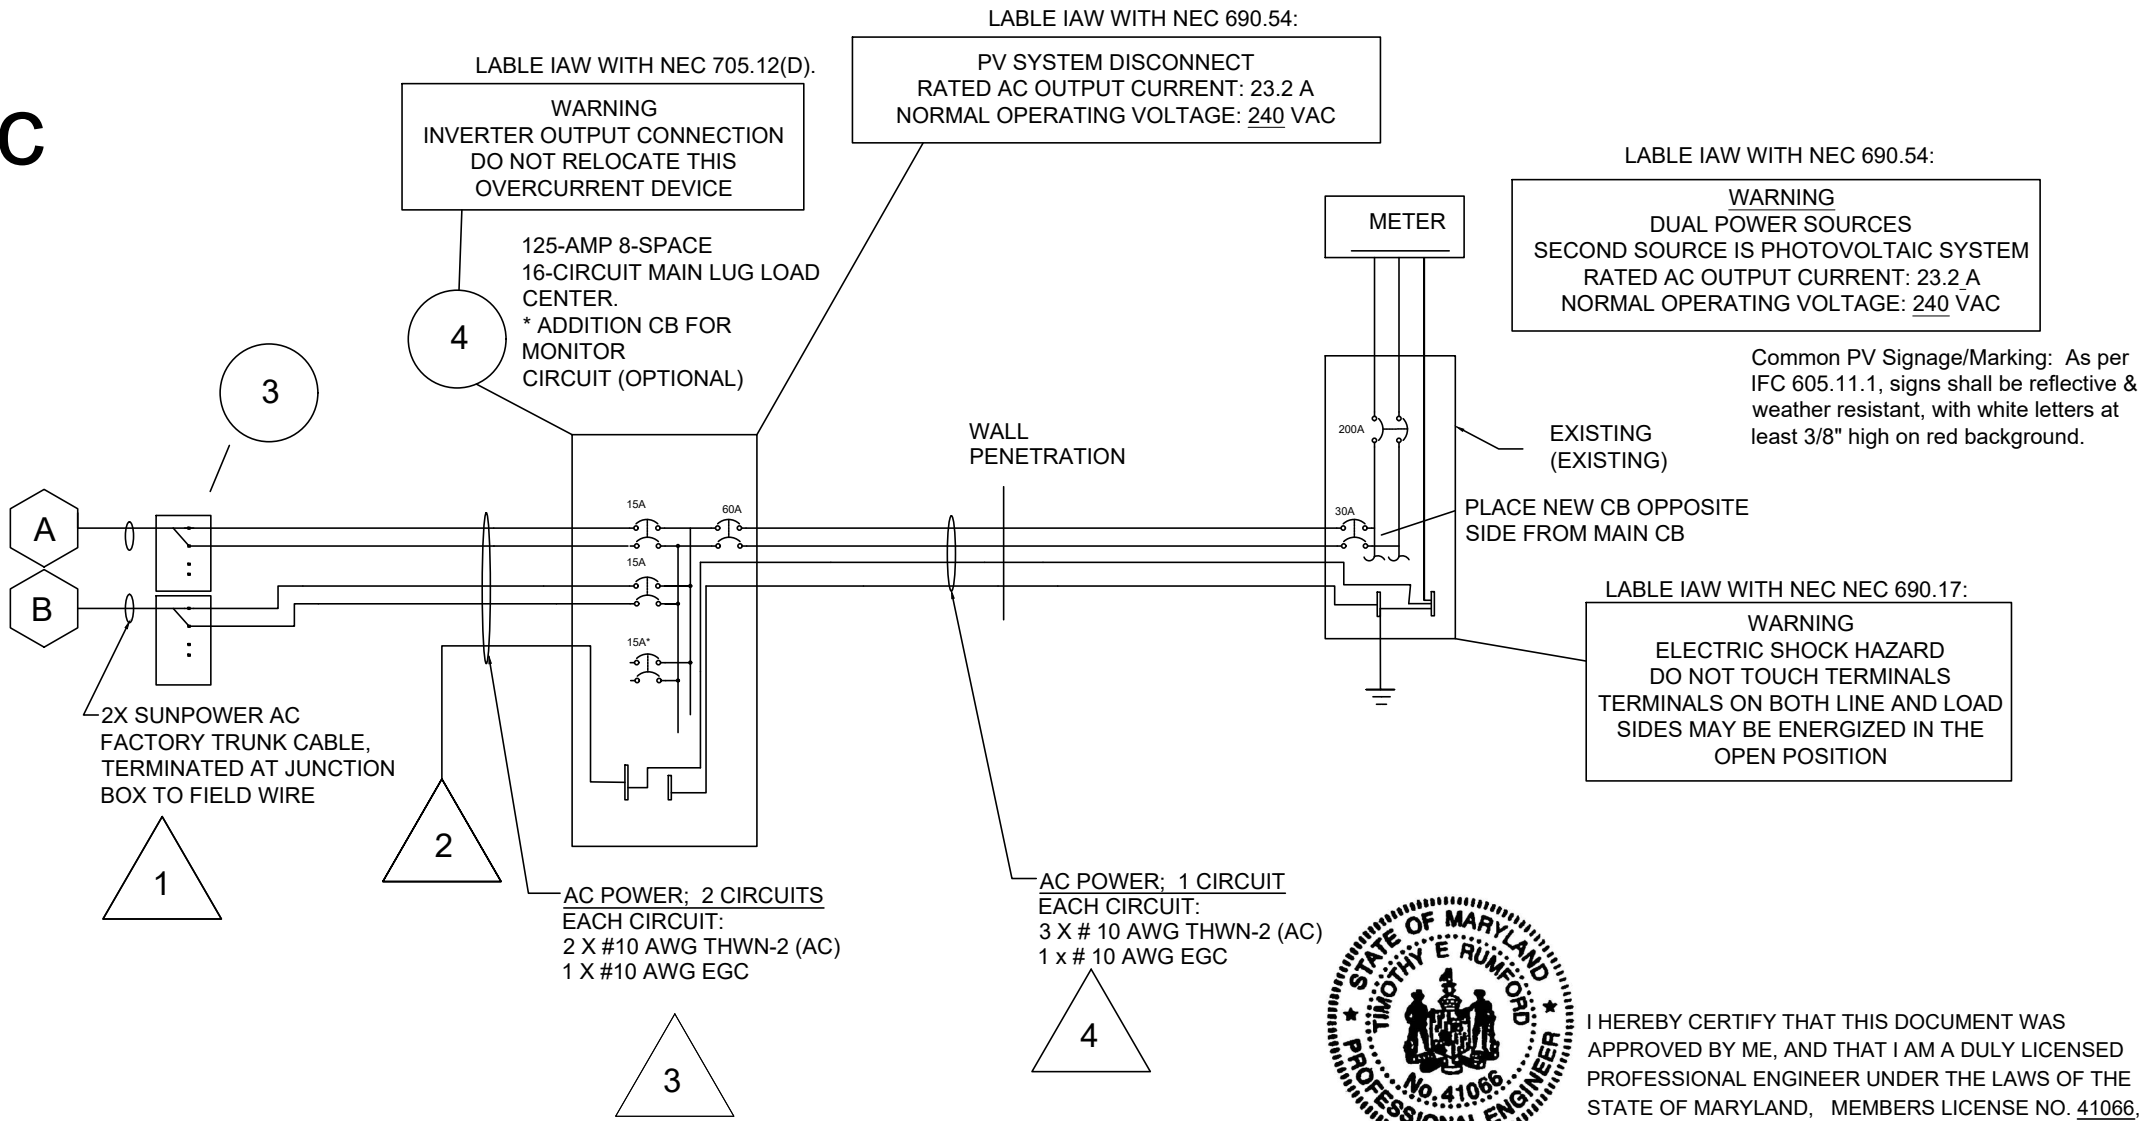 C
LABLE IAW WITH NEC 705.12(D).
WARNING
INVERTER OUTPUT CONNECTION
DO NOT RELOCATE THIS
OVERCURRENT DEVICE
LABLE IAW WITH NEC 690.54:
PV SYSTEM DISCONNECT
RATED AC OUTPUT CURRENT: 23.2 A
NORMAL OPERATING VOLTAGE: 240 VAC
LABLE IAW WITH NEC 690.54:
WARNING
DUAL POWER SOURCES
SECOND SOURCE IS PHOTOVOLTAIC SYSTEM
RATED AC OUTPUT CURRENT: 23.2 A
NORMAL OPERATING VOLTAGE: 240 VAC
Common PV Signage/Marking: As per
IFC 605.11.1, signs shall be reflective &
weather resistant, with white letters at
least 3/8" high on red background.
METER
4
125-AMP 8-SPACE
16-CIRCUIT MAIN LUG LOAD
CENTER.
* ADDITION CB FOR
MONITOR
CIRCUIT (OPTIONAL)
3
WALL
PENETRATION
200A
EXISTING
(EXISTING)
A
B
15A
60A
15A
15A*
30A
PLACE NEW CB OPPOSITE
SIDE FROM MAIN CB
LABLE IAW WITH NEC NEC 690.17:
WARNING
ELECTRIC SHOCK HAZARD
DO NOT TOUCH TERMINALS
TERMINALS ON BOTH LINE AND LOAD
SIDES MAY BE ENERGIZED IN THE
OPEN POSITION
2X SUNPOWER AC
FACTORY TRUNK CABLE,
TERMINATED AT JUNCTION
BOX TO FIELD WIRE
1
2
AC POWER; 2 CIRCUITS
EACH CIRCUIT:
2 X #10 AWG THWN-2 (AC)
1 X #10 AWG EGC
3
AC POWER; 1 CIRCUIT
EACH CIRCUIT:
3 X # 10 AWG THWN-2 (AC)
1 x # 10 AWG EGC
4
STATE OF MARYLAND
TIMOTHY E RUMFORD
No. 41066
PROFESSIONAL ENGINEER
I HEREBY CERTIFY THAT THIS DOCUMENT WAS
APPROVED BY ME, AND THAT I AM A DULY LICENSED
PROFESSIONAL ENGINEER UNDER THE LAWS OF THE
STATE OF MARYLAND, MEMBERS LICENSE NO. 41066,